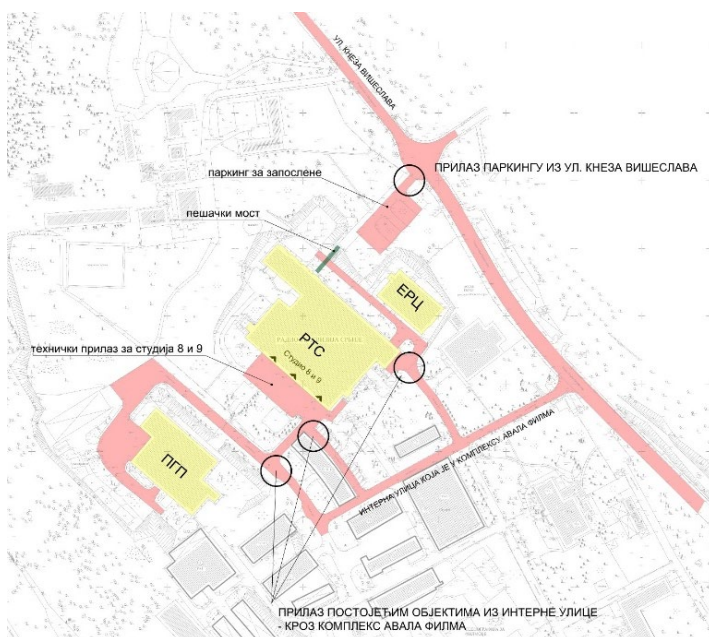 УЛ. КНЕЗА ВИШЕСЛАВА
ПРИЛАЗ ПАРКИНГУ ИЗ УЛ. КНЕЗА ВИШЕСЛАВА
паркинг за запослене
пешачки мост
ЕРЦ
РТС
технички прилаз за студија 8 и 9
Студио 8 и 9
ПГП
ИНТЕРНА УЛИЦА КОЈА ЈЕ У КОМПЛЕКСУ АВАЛА ФИЛМА
ПРИЛАЗ ПОСТОЈЕЋИМ ОБЈЕКТИМА ИЗ ИНТЕРНЕ УЛИЦЕ
- КРОЗ КОМПЛЕКС АВАЛА ФИЛМА